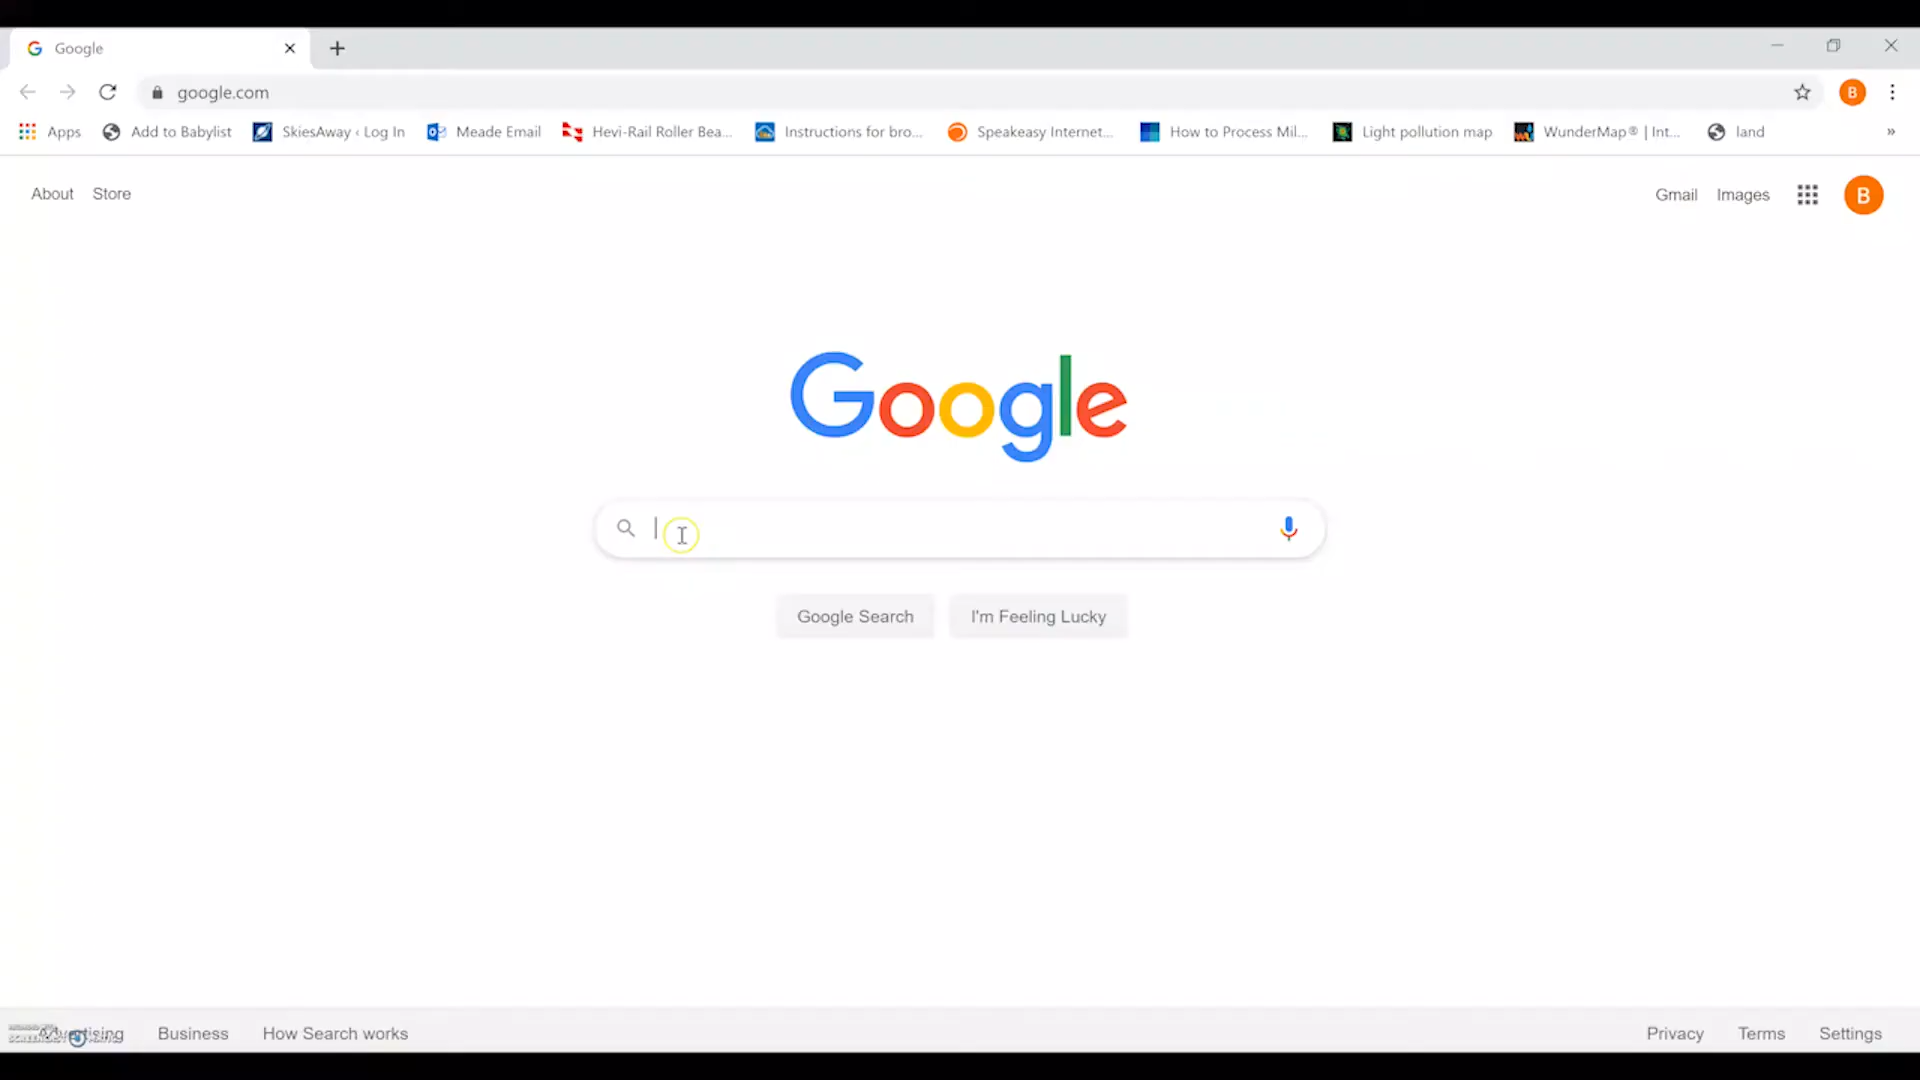 Google
google.com
B
Apps
Add to Babylist
SkiesAway ‹ Log In
Meade Email
Hevi-Rail Roller Bea...
Instructions for bro...
Speakeasy Internet...
How to Process Mil...
Light pollution map
WunderMap® | Int...
land
»
About
Store
Gmail
Images
B
Google
Google Search
I'm Feeling Lucky
Advertising
Business
How Search works
Privacy
Terms
Settings